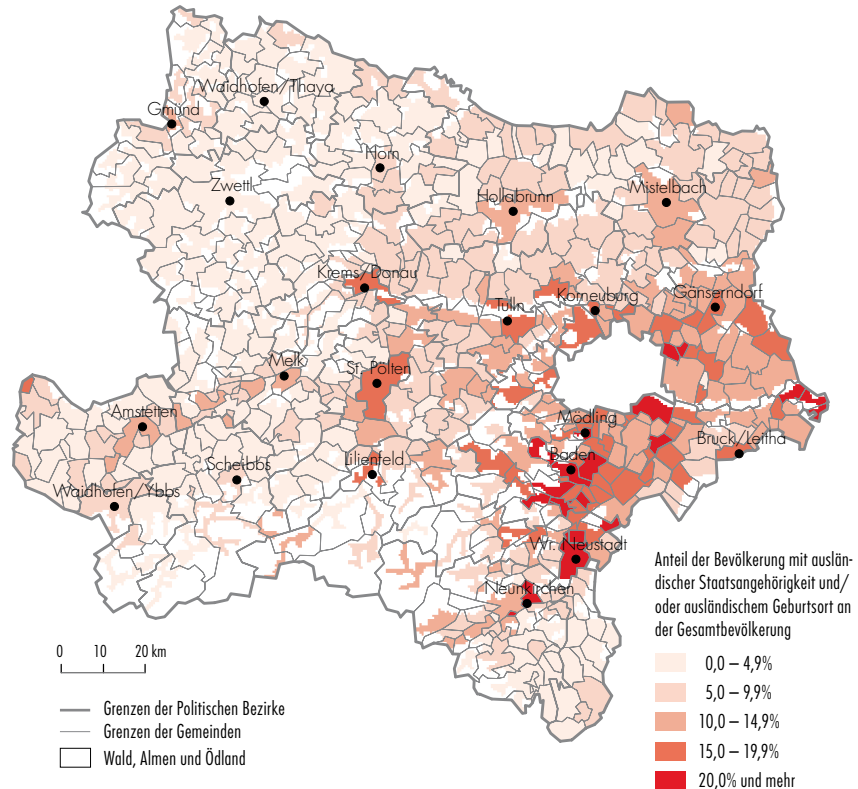 Waidhofen/Thaya
Gmünd
Horn
Zwettl
Hollabrunn
Mistelbach
Krems/Donau
Tulln
Korneuburg
Gänserndorf
Melk
St. Pölten
Amstetten
Mödling
Bruck/Leitha
Scheibbs
Lilienfeld
Baden
Waidhofen/Ybbs
Wr. Neustadt
Neunkirchen
Anteil der Bevölkerung mit auslän-
discher Staatsangehörigkeit und/
oder ausländischem Geburtsort an
der Gesamtbevölkerung
0,0 – 4,9%
5,0 – 9,9%
10,0 – 14,9%
15,0 – 19,9%
20,0% und mehr
0 10 20 km
Grenzen der Politischen Bezirke
Grenzen der Gemeinden
Wald, Almen und Ödland